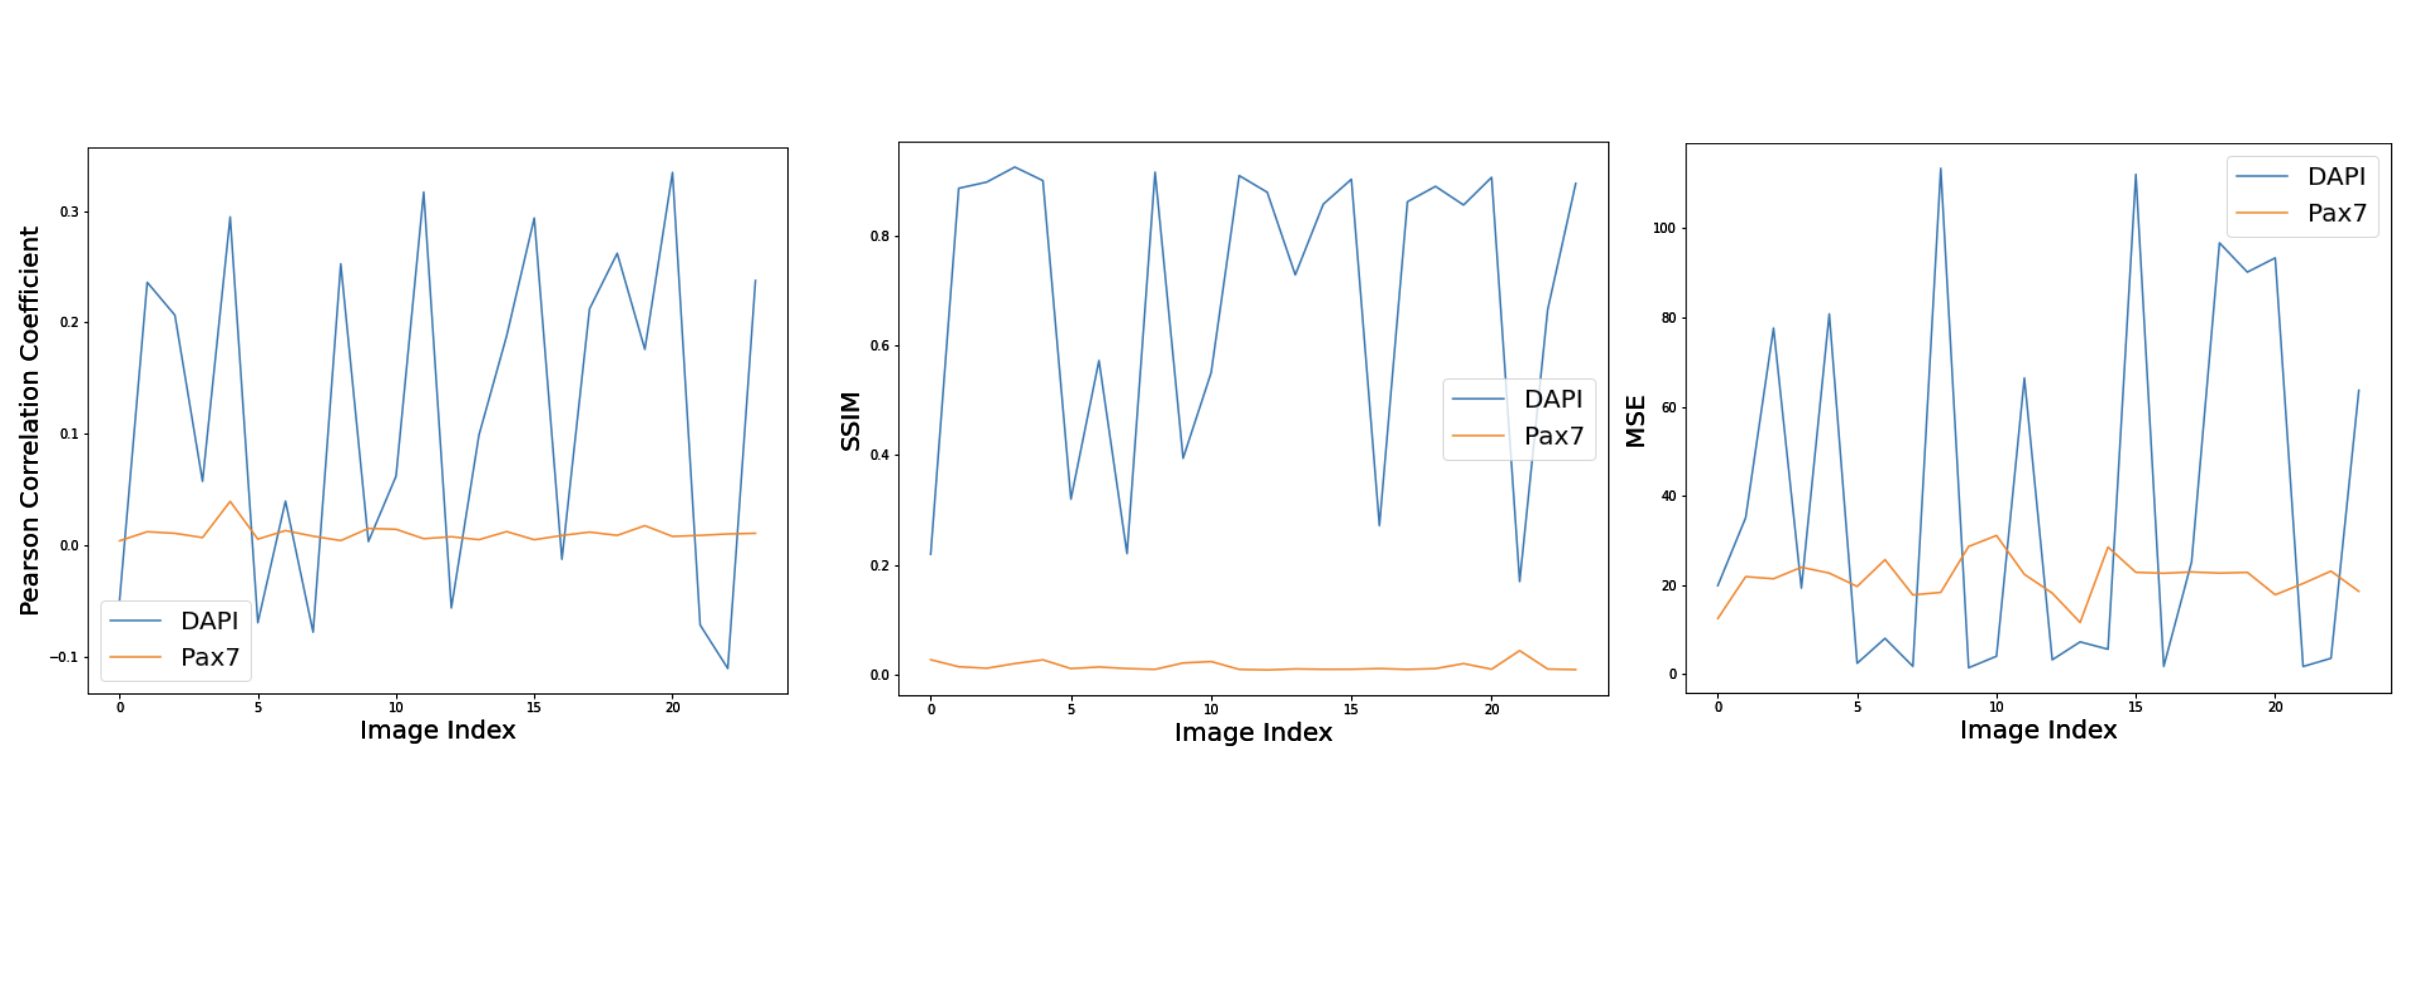 Pearson Correlation Coefficient
0.3
0.2
0.1
0.0
−0.1
DAPI
Pax7
0 5 10 15 20
Image Index
SSIM
0.8
0.6
0.4
0.2
0.0
DAPI
Pax7
0 5 10 15 20
Image Index
MSE
100
80
60
40
20
0
DAPI
Pax7
0 5 10 15 20
Image Index